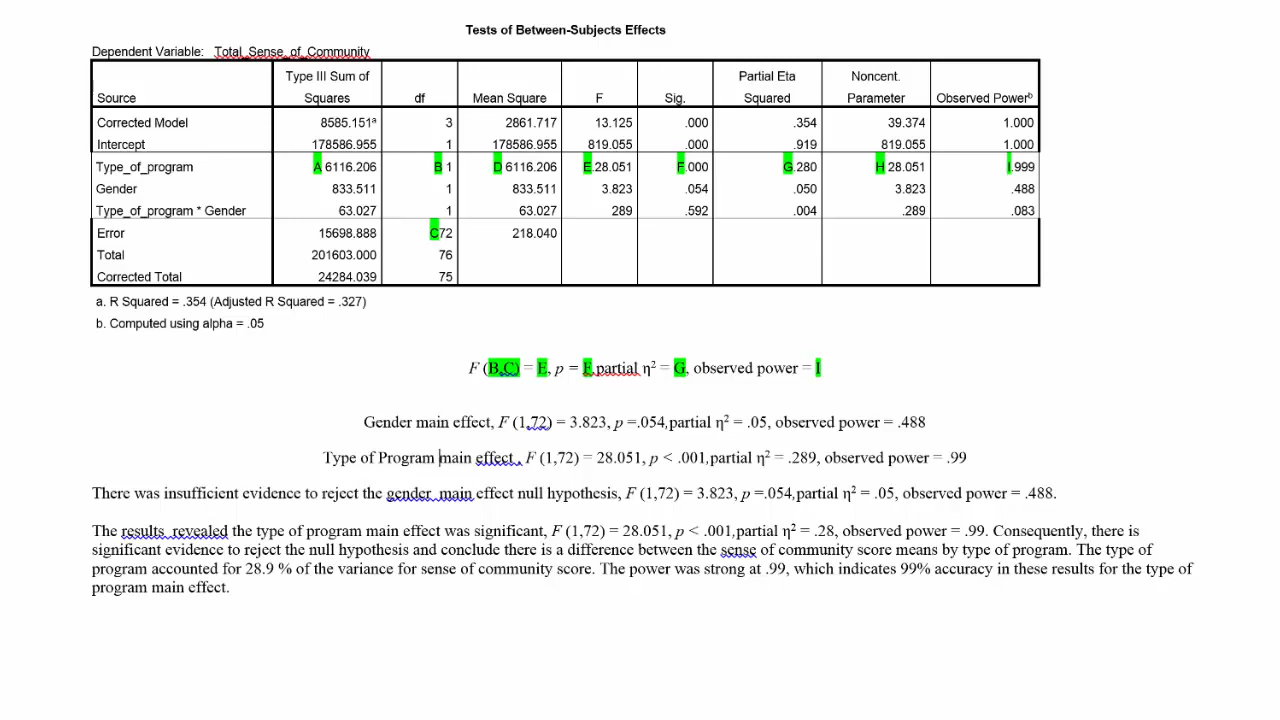 Tests of Between-Subjects Effects
Dependent Variable: Total_Sense_of_Community
Source Type III Sum of Squares df Mean Square F Sig. Partial Eta Squared Noncent. Parameter Observed Powerb
Corrected Model 8585.151a 3 2861.717 13.125 .000 .354 39.374 1.000
Intercept 178586.955 1 178586.955 819.055 .000 .919 819.055 1.000
Type_of_program A 6116.206 B 1 D 6116.206 E.28.051 F.000 G.280 H 28.051 I.999
Gender 833.511 1 833.511 3.823 .054 .050 3.823 .488
Type_of_program * Gender 63.027 1 63.027 289 .592 .004 .289 .083
Error 15698.888 C72 218.040
Total 201603.000 76
Corrected Total 24284.039 75
a. R Squared = .354 (Adjusted R Squared = .327)
b. Computed using alpha = .05
F (B,C) = E, p = F,partial η² = G, observed power = I
Gender main effect, F (1,72) = 3.823, p =.054,partial η² = .05, observed power = .488
Type of Program main effect , F (1,72) = 28.051, p < .001,partial η² = .289, observed power = .99
There was insufficient evidence to reject the gender main effect null hypothesis, F (1,72) = 3.823, p =.054,partial η² = .05, observed power = .488.
The results revealed the type of program main effect was significant, F (1,72) = 28.051, p < .001,partial η² = .28, observed power = .99. Consequently, there is
significant evidence to reject the null hypothesis and conclude there is a difference between the sense of community score means by type of program. The type of
program accounted for 28.9 % of the variance for sense of community score. The power was strong at .99, which indicates 99% accuracy in these results for the type of
program main effect.